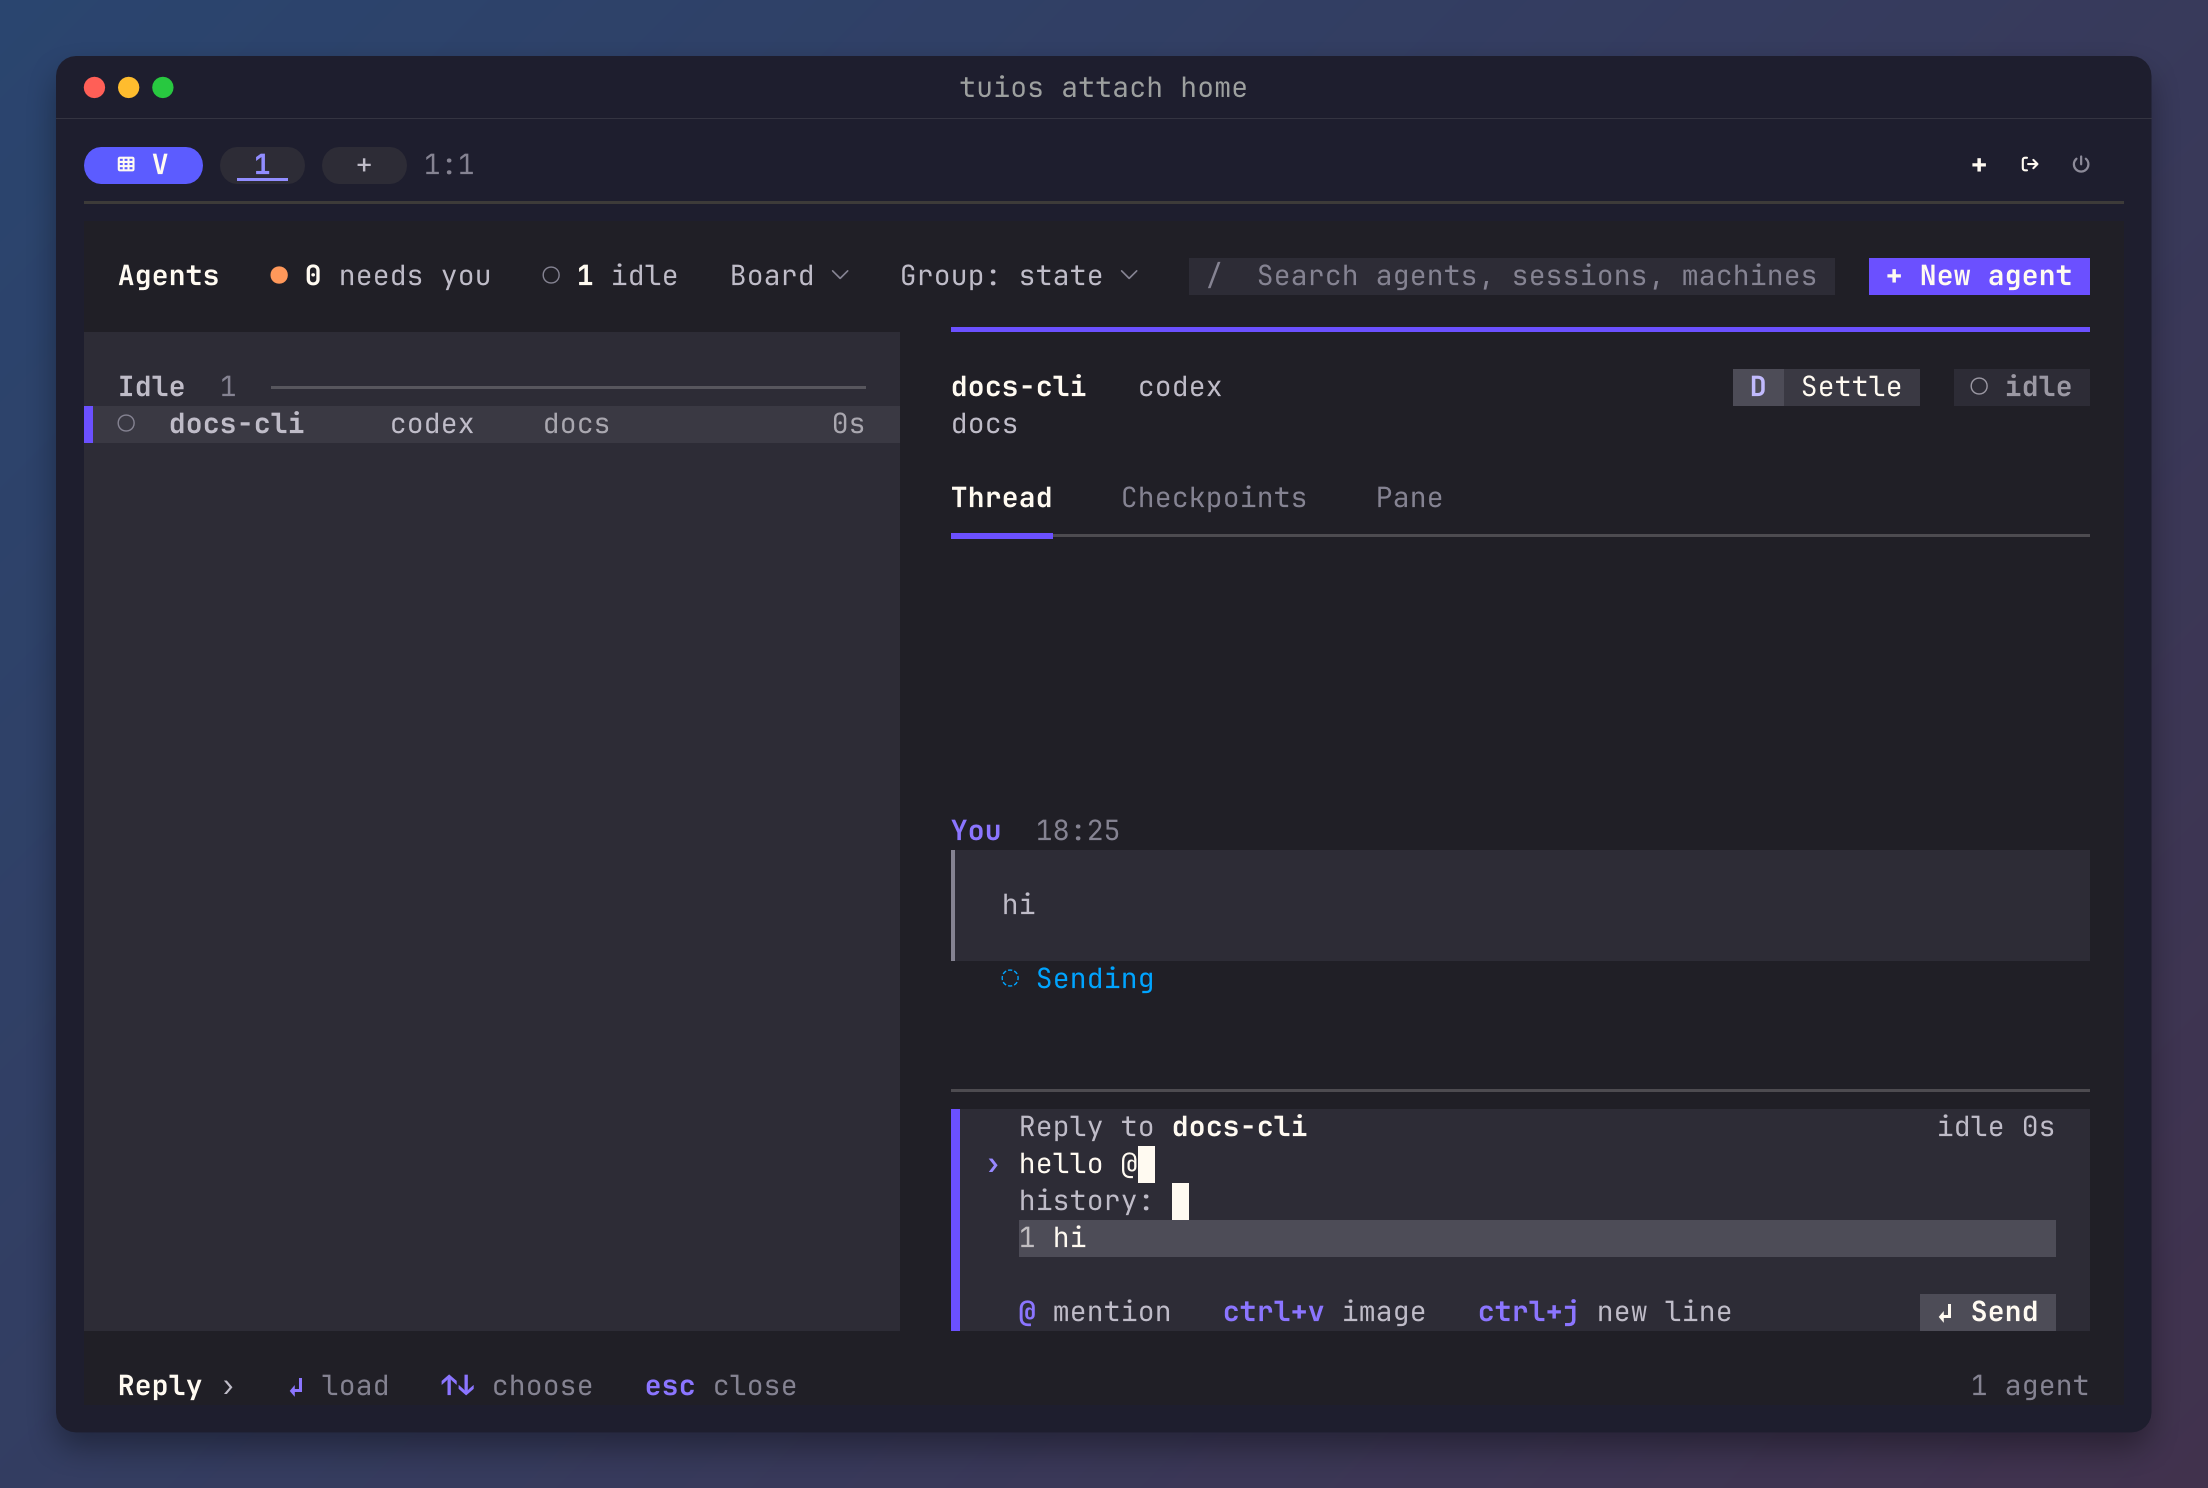 tuios attach home
V 1 + 1:1 +
Agents ● 0 needs you ○ 1 idle Board Group: state / Search agents, sessions, machines + New agent
Idle 1
○ docs-cli codex docs 0s
docs-cli codex D Settle ○ idle
docs
Thread Checkpoints Pane
You 18:25
hi
Sending
Reply to docs-cli idle 0s
› hello @
history:
1 hi
@ mention ctrl+v image ctrl+j new line ↲ Send
Reply › ↲ load ↑↓ choose esc close 1 agent